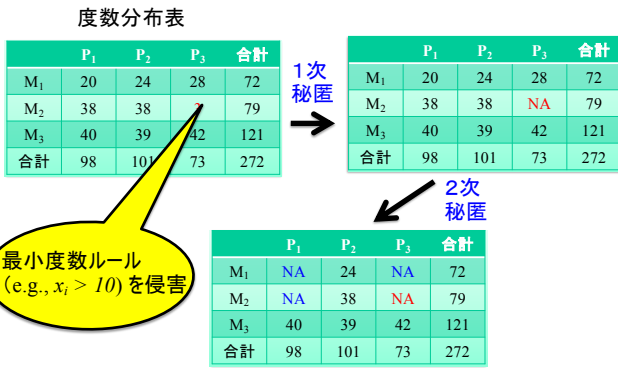 度数分布表
P₁ P₂ P₃ 合計
M₁ 20 24 28 72
M₂ 38 38 79
M₃ 40 39 42 121
合計 98 101 73 272
1次
秘匿
P₁ P₂ P₃ 合計
M₁ 20 24 28 72
M₂ 38 38 NA 79
M₃ 40 39 42 121
合計 98 101 73 272
最小度数ルール
(e.g., xᵢ > 10) を侵害
2次
秘匿
P₁ P₂ P₃ 合計
M₁ NA 24 NA 72
M₂ NA 38 NA 79
M₃ 40 39 42 121
合計 98 101 73 272